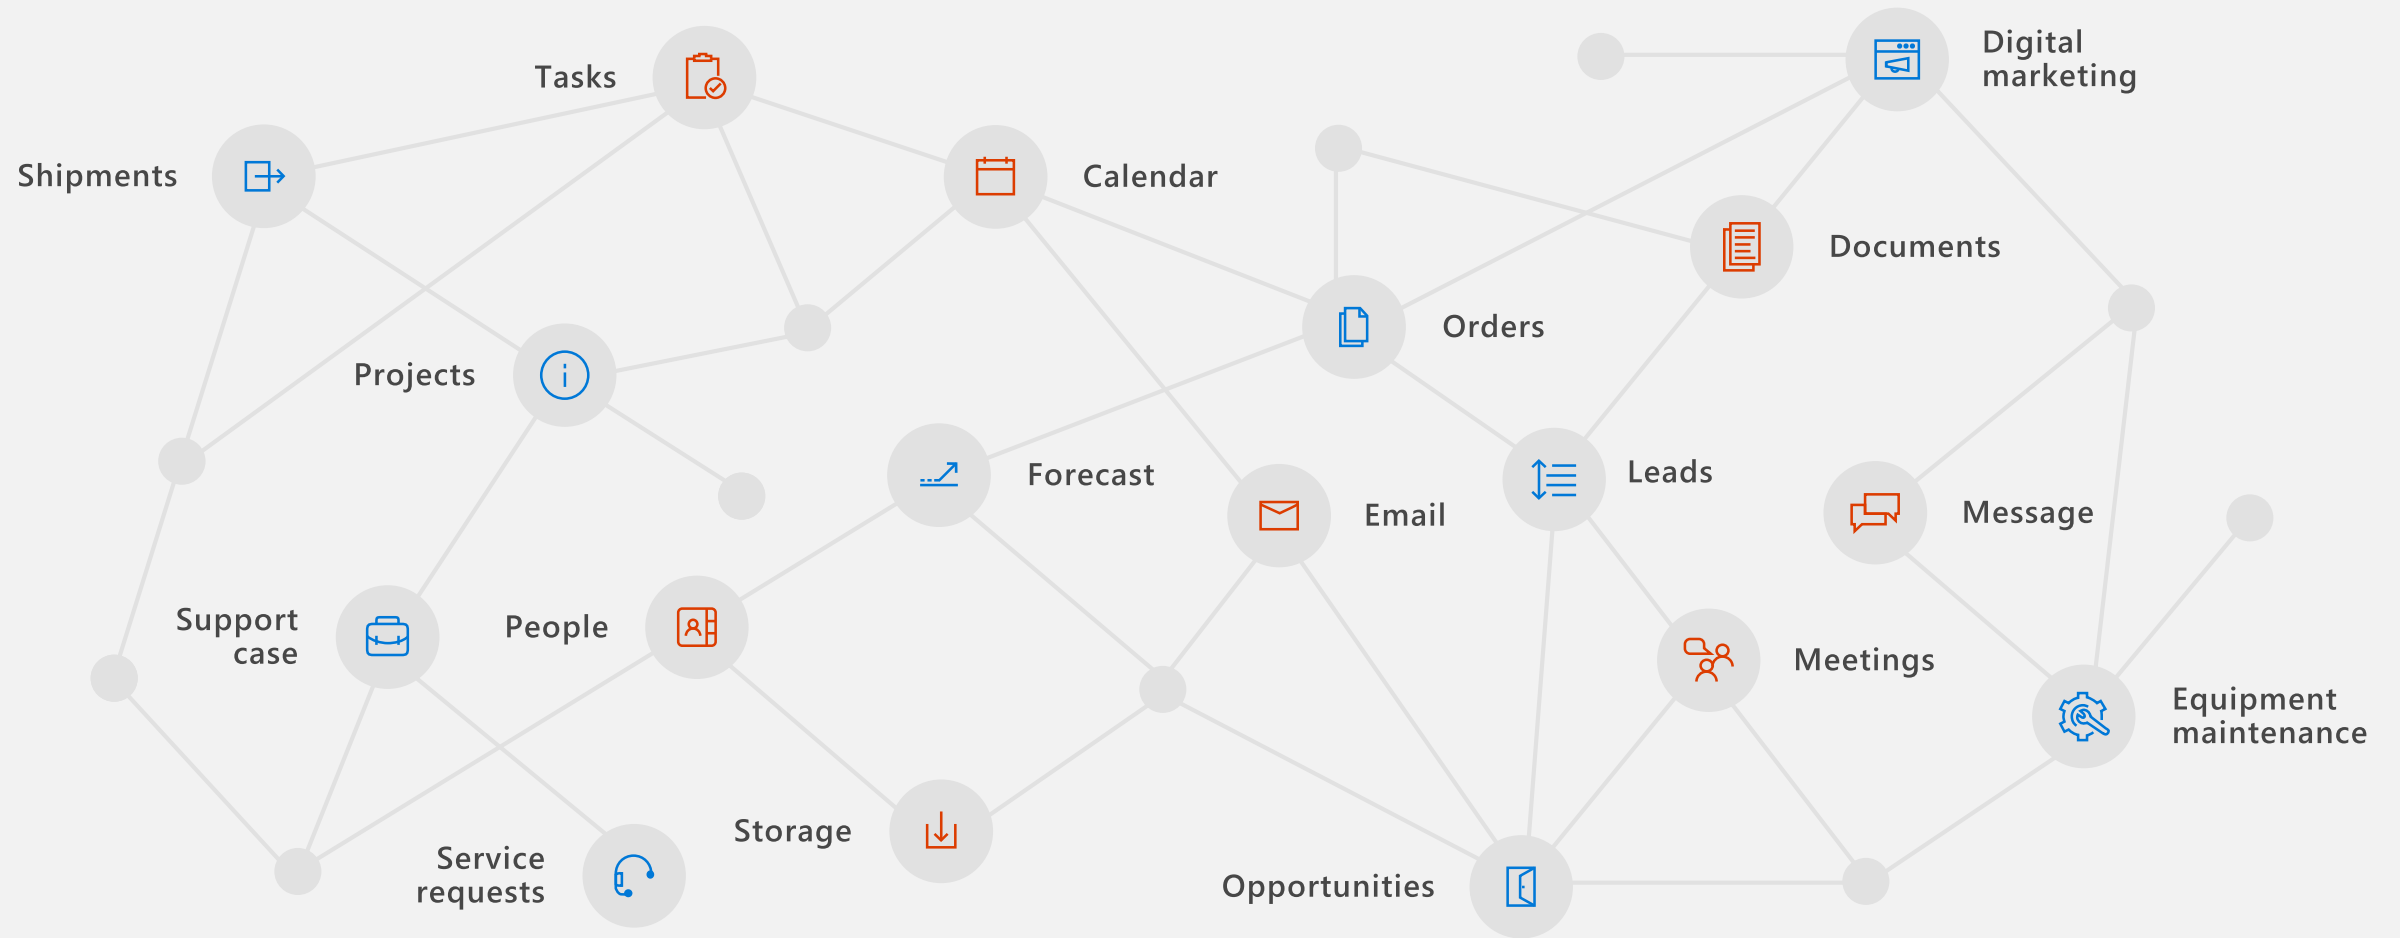 Digital
marketing
Tasks
Shipments
Calendar
Documents
Orders
Projects
Forecast
Leads
Email
Message
Support
case
People
Meetings
Equipment
maintenance
Storage
Service
requests
Opportunities